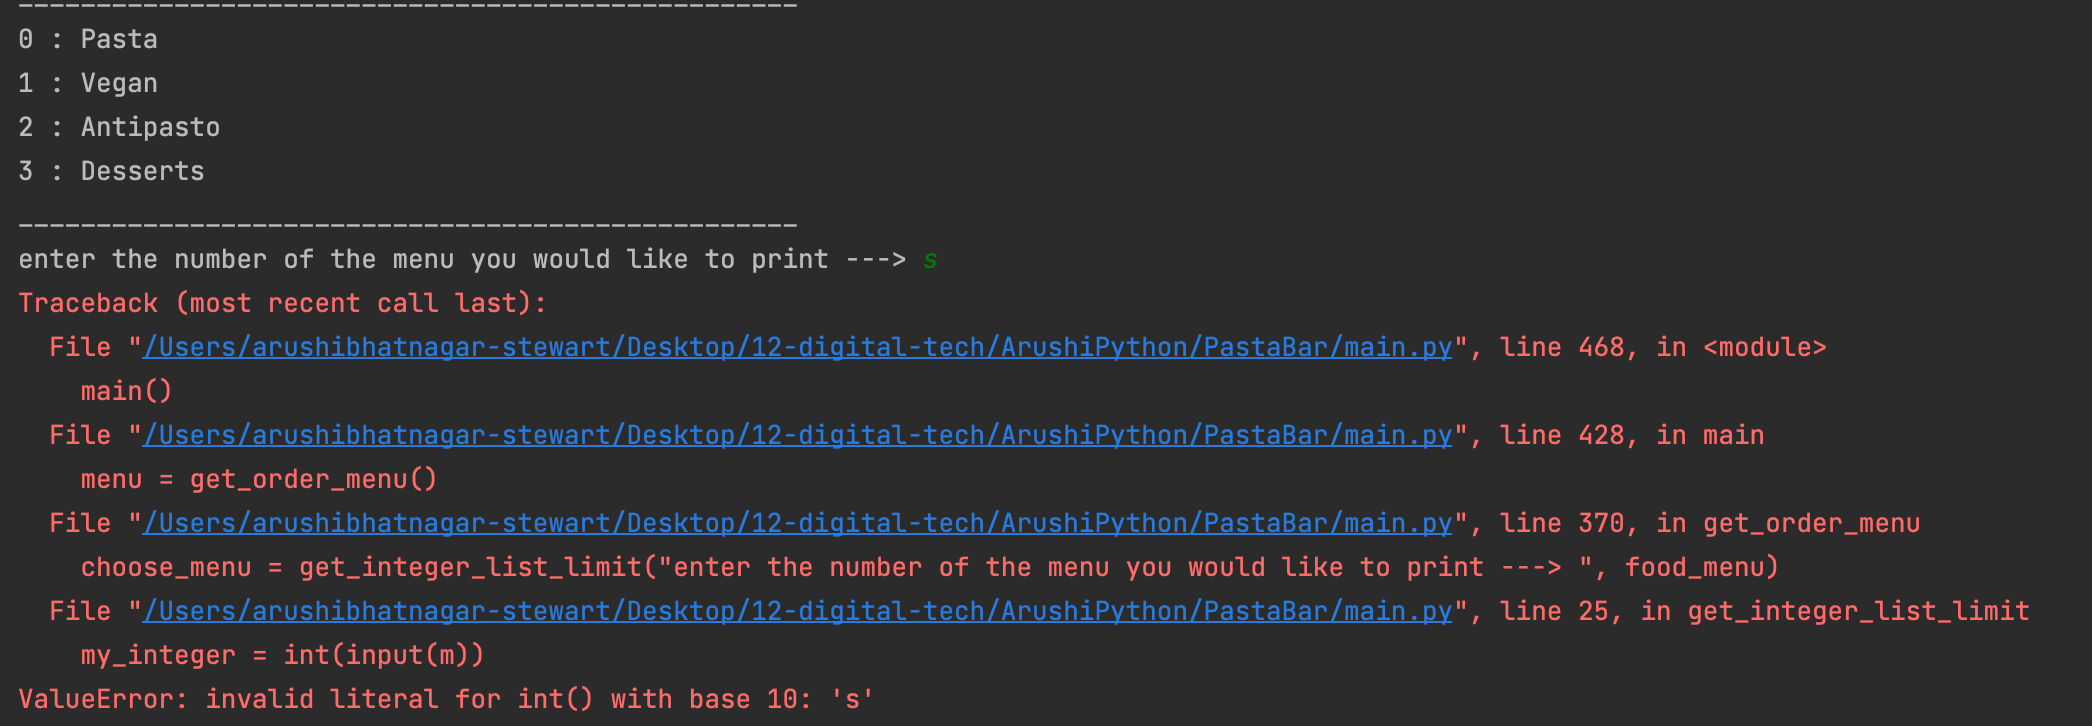 --------------------------------------------------
0 : Pasta
1 : Vegan
2 : Antipasto
3 : Desserts
--------------------------------------------------
enter the number of the menu you would like to print ---> s
Traceback (most recent call last):
  File "/Users/arushibhatnagar-stewart/Desktop/12-digital-tech/ArushiPython/PastaBar/main.py", line 468, in <module>
    main()
  File "/Users/arushibhatnagar-stewart/Desktop/12-digital-tech/ArushiPython/PastaBar/main.py", line 428, in main
    menu = get_order_menu()
  File "/Users/arushibhatnagar-stewart/Desktop/12-digital-tech/ArushiPython/PastaBar/main.py", line 370, in get_order_menu
    choose_menu = get_integer_list_limit("enter the number of the menu you would like to print ---> ", food_menu)
  File "/Users/arushibhatnagar-stewart/Desktop/12-digital-tech/ArushiPython/PastaBar/main.py", line 25, in get_integer_list_limit
    my_integer = int(input(m))
ValueError: invalid literal for int() with base 10: 's'